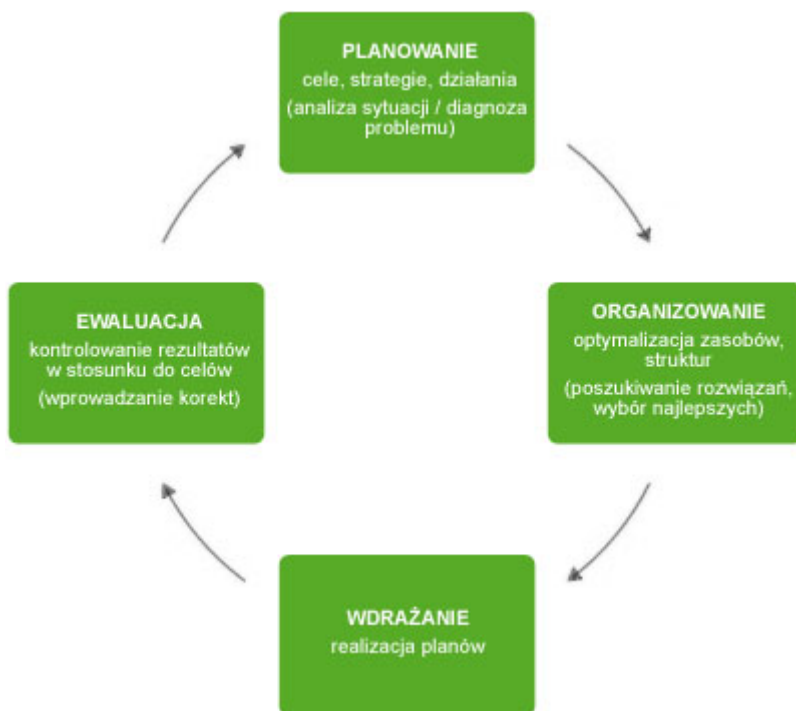 PLANOWANIE
cele, strategie, działania
(analiza sytuacji / diagnoza
problemu)
ORGANIZOWANIE
optymalizacja zasobów,
struktur
(poszukiwanie rozwiązań,
wybór najlepszych)
WDRAŻANIE
realizacja planów
EWALUACJA
kontrolowanie rezultatów
w stosunku do celów
(wprowadzanie korekt)